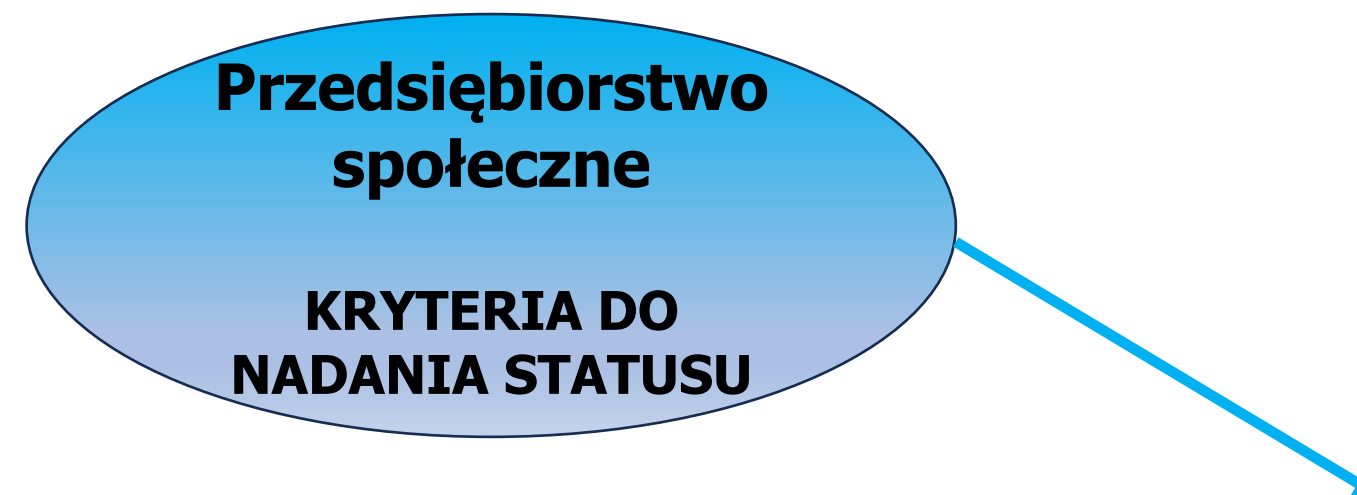 Przedsiębiorstwo
społeczne
KRYTERIA DO
NADANIA STATUSU